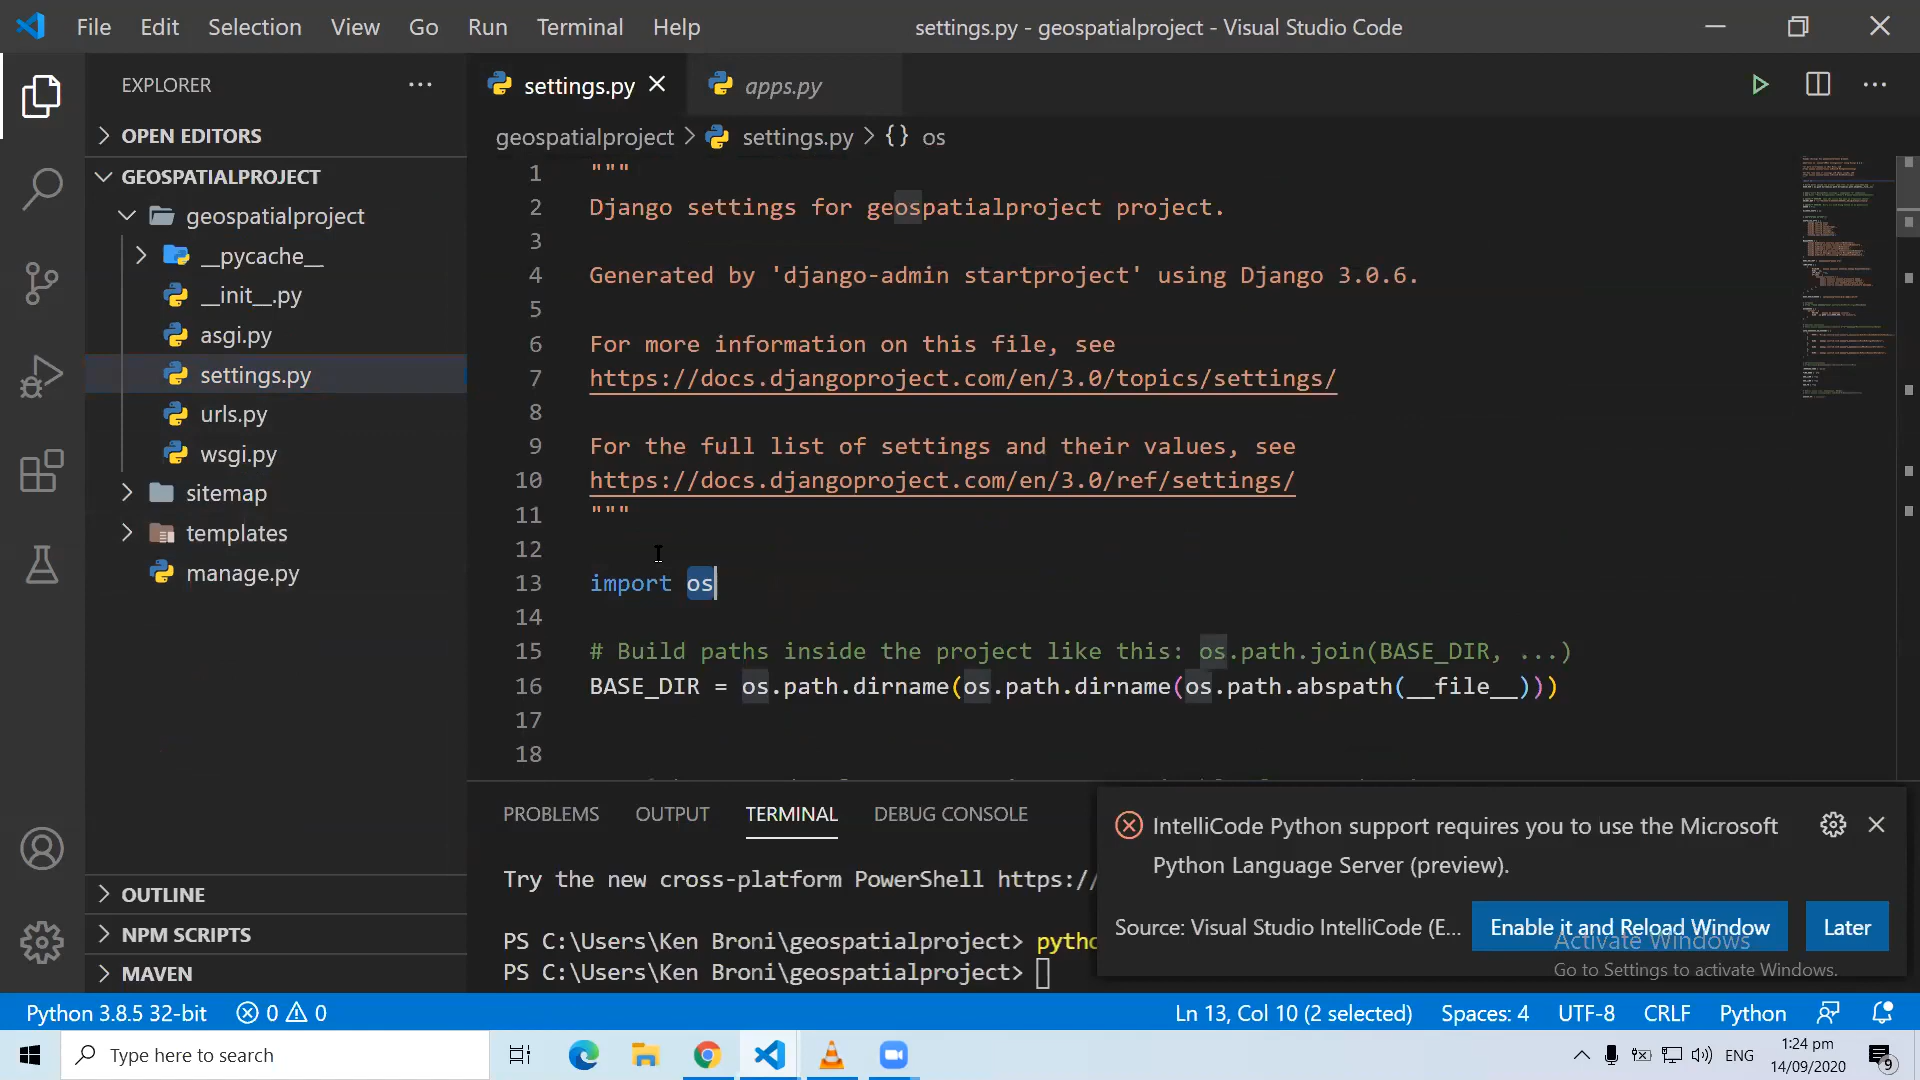 File Edit Selection View Go Run Terminal Help
settings.py - geospatialproject - Visual Studio Code
EXPLORER
OPEN EDITORS
GEOSPATIALPROJECT
geospatialproject
__pycache__
__init__.py
asgi.py
settings.py
urls.py
wsgi.py
sitemap
templates
manage.py
OUTLINE
NPM SCRIPTS
MAVEN
settings.py
apps.py
geospatialproject > settings.py > {} os
1 """
2 Django settings for geospatialproject project.
3
4 Generated by 'django-admin startproject' using Django 3.0.6.
5
6 For more information on this file, see
7 https://docs.djangoproject.com/en/3.0/topics/settings/
8
9 For the full list of settings and their values, see
10 https://docs.djangoproject.com/en/3.0/ref/settings/
11 """
12
13 import os
14
15 # Build paths inside the project like this: os.path.join(BASE_DIR, ...)
16 BASE_DIR = os.path.dirname(os.path.dirname(os.path.abspath(__file__)))
17
18
PROBLEMS OUTPUT TERMINAL DEBUG CONSOLE
Try the new cross-platform PowerShell https:/
PS C:\Users\Ken Broni\geospatialproject> pytho
PS C:\Users\Ken Broni\geospatialproject>
IntelliCode Python support requires you to use the Microsoft
Python Language Server (preview).
Source: Visual Studio IntelliCode (E...
Enable it and Reload Window
Later
Activate Windows
Go to Settings to activate Windows.
Python 3.8.5 32-bit 0 0
Ln 13, Col 10 (2 selected) Spaces: 4 UTF-8 CRLF Python
Type here to search
ENG
1:24 pm
14/09/2020
9